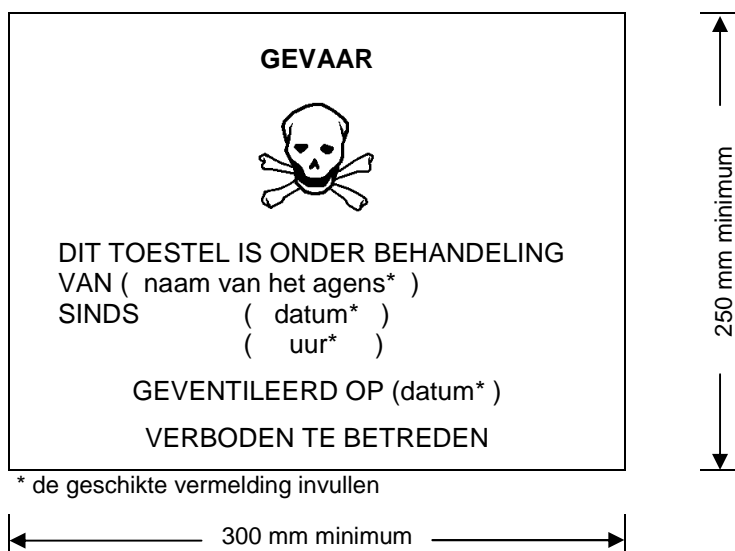 GEVAAR
DIT TOESTEL IS ONDER BEHANDELING
VAN ( naam van het agens* )
SINDS ( datum* )
( uur* )
GEVENTILEERD OP (datum* )
VERBODEN TE BETREDEN
* de geschikte vermelding invullen
300 mm minimum
250 mm minimum